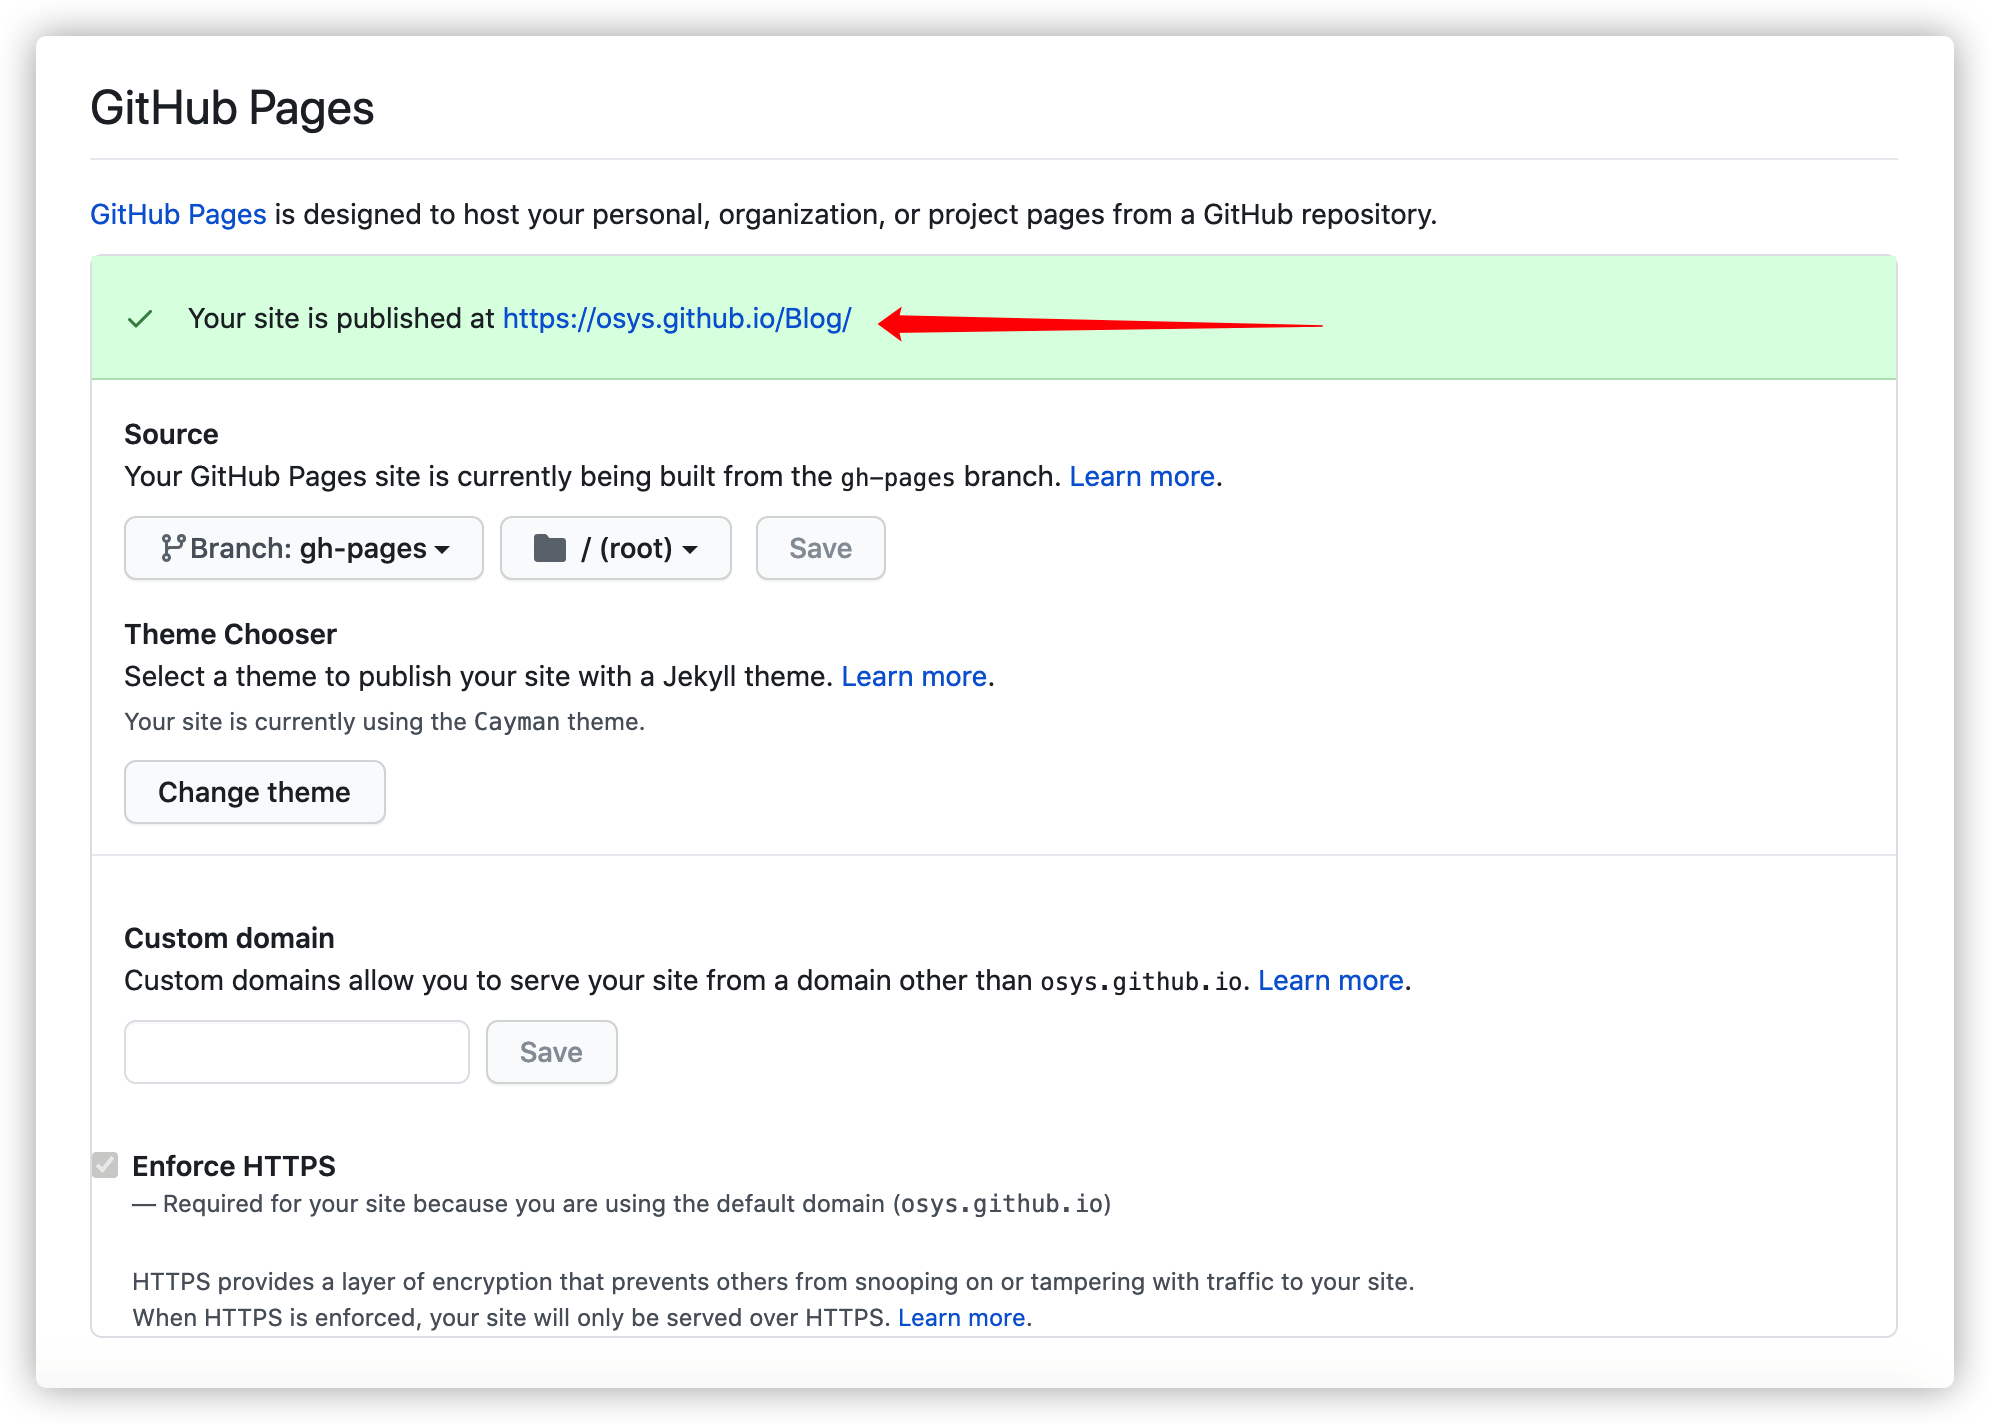 GitHub Pages
GitHub Pages is designed to host your personal, organization, or project pages from a GitHub repository.
Your site is published at https://osys.github.io/Blog/
Source
Your GitHub Pages site is currently being built from the gh-pages branch. Learn more.
Branch: gh-pages / (root) Save
Theme Chooser
Select a theme to publish your site with a Jekyll theme. Learn more.
Your site is currently using the Cayman theme.
Change theme
Custom domain
Custom domains allow you to serve your site from a domain other than osys.github.io. Learn more.
Save
Enforce HTTPS
— Required for your site because you are using the default domain (osys.github.io)
HTTPS provides a layer of encryption that prevents others from snooping on or tampering with traffic to your site.
When HTTPS is enforced, your site will only be served over HTTPS. Learn more.